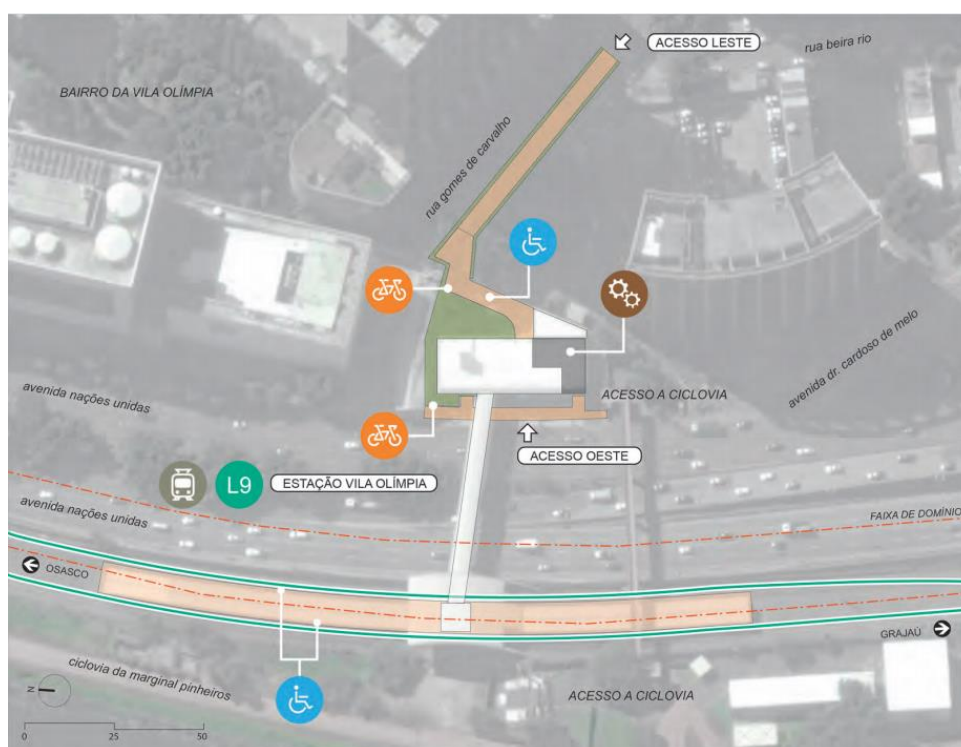 ACESSO LESTE
rua beira rio
BAIRRO DA VILA OLÍMPIA
rua gomes de carvalho
avenida dr. cardoso de melo
avenida nações unidas
ACESSO A CICLOVIA
ACESSO OESTE
L9
ESTAÇÃO VILA OLÍMPIA
avenida nações unidas
FAIXA DE DOMÍNIO
OSASCO
GRAJAÚ
ciclovia da marginal pinheiros
ACESSO A CICLOVIA
N
0 25 50